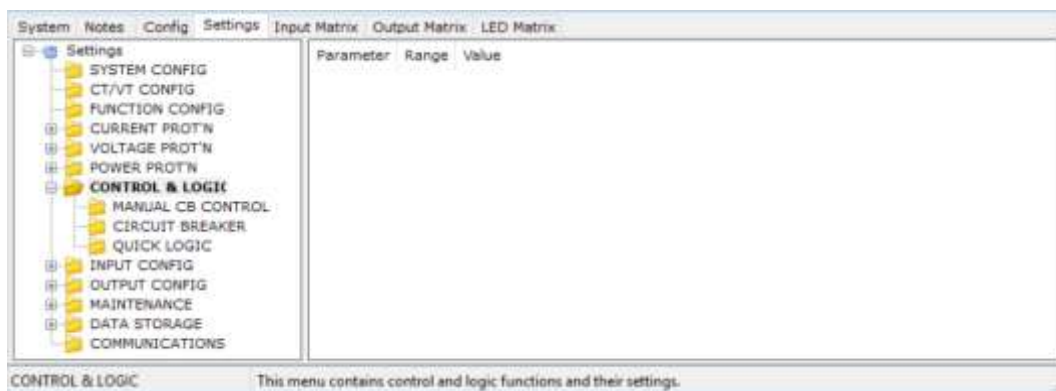 System Notes Config Settings Input Matrix Output Matrix LED Matrix
Settings
Parameter Range Value
SYSTEM CONFIG
CT/VT CONFIG
FUNCTION CONFIG
CURRENT PROT'N
VOLTAGE PROT'N
POWER PROT'N
CONTROL & LOGIC
MANUAL CB CONTROL
CIRCUIT BREAKER
QUICK LOGIC
INPUT CONFIG
OUTPUT CONFIG
MAINTENANCE
DATA STORAGE
COMMUNICATIONS
CONTROL & LOGIC This menu contains control and logic functions and their settings.